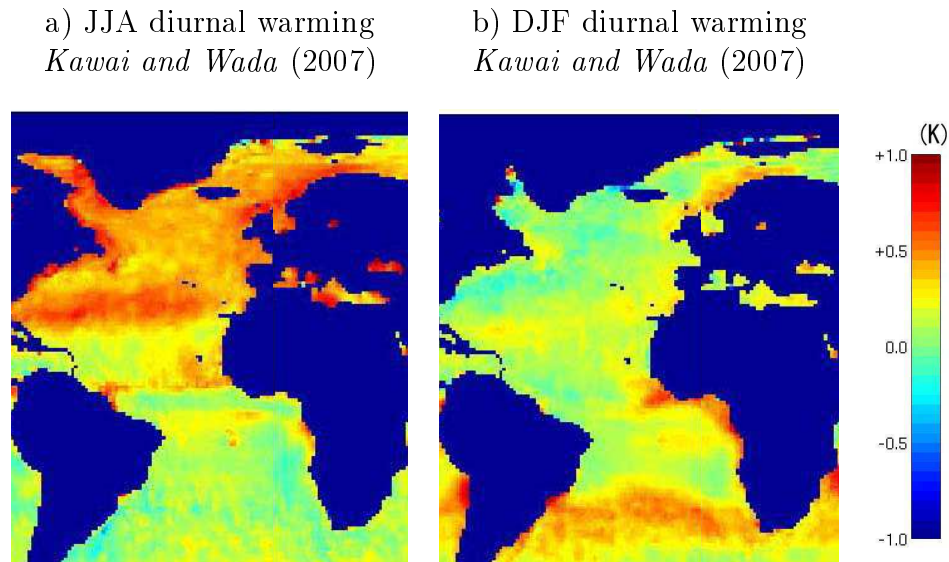 a) JJA diurnal warming
Kawai and Wada (2007)
b) DJF diurnal warming
Kawai and Wada (2007)
(K)
+1.0
+0.5
0.0
-0.5
-1.0